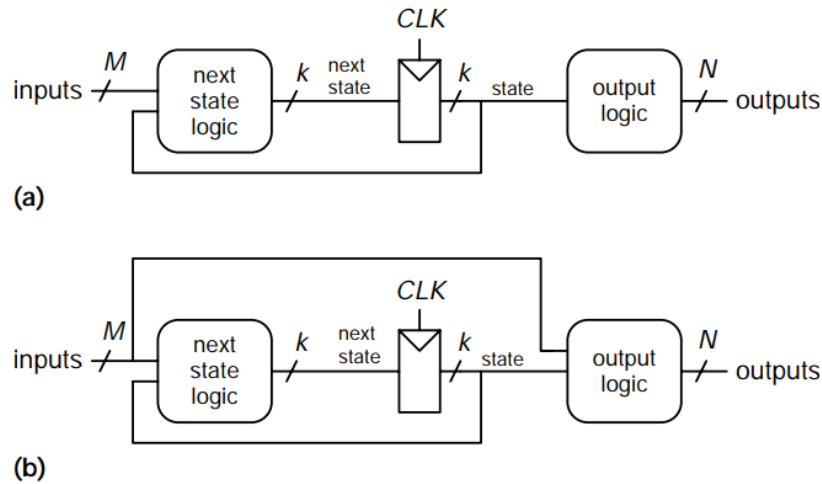 CLK
M
inputs
next
state
logic
k
next
state
k
state
output
logic
N
outputs
(a)
CLK
M
inputs
next
state
logic
k
next
state
k
state
output
logic
N
outputs
(b)